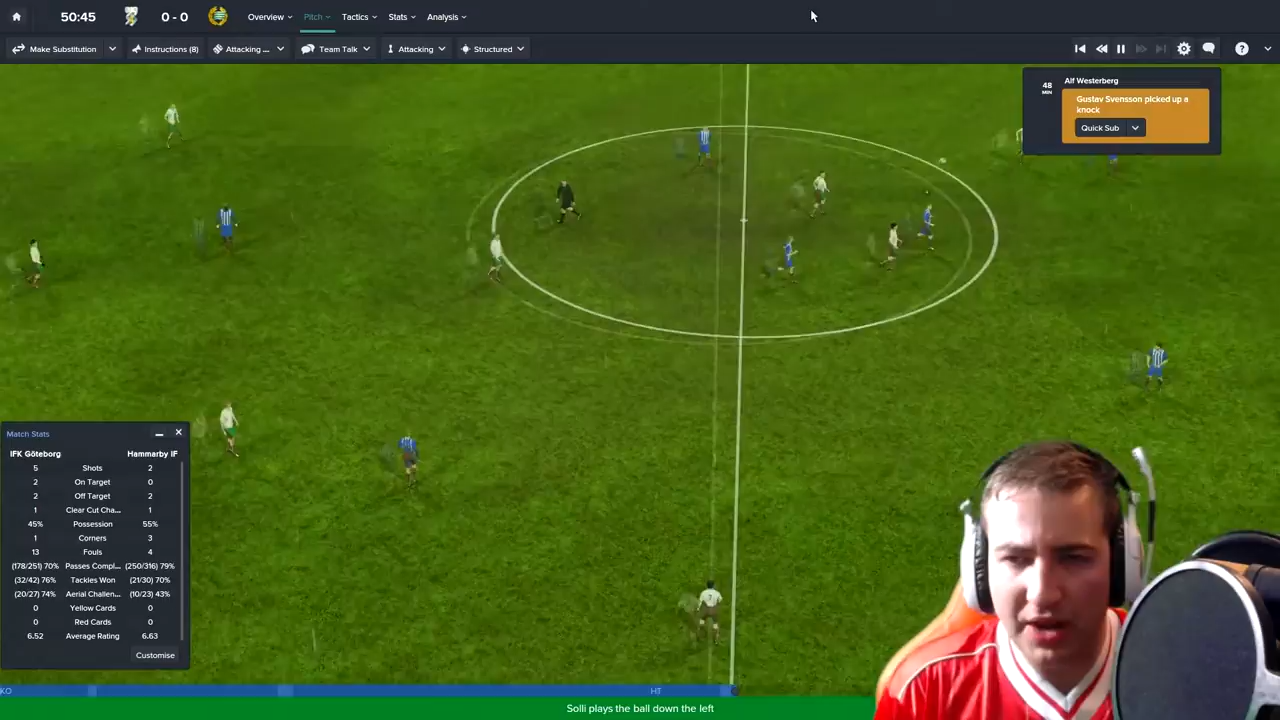 50:45
0 - 0
Overview
Pitch
Tactics
Stats
Analysis
Make Substitution
Instructions (8)
Attacking ...
Team Talk
Attacking
Structured
48
MIN
Alf Westerberg
Gustav Svensson picked up a
knock
Quick Sub
Match Stats
IFK Göteborg Hammarby IF
5 Shots 2
2 On Target 0
2 Off Target 2
1 Clear Cut Cha... 1
45% Possession 55%
1 Corners 3
13 Fouls 4
(178/251) 70% Passes Compl... (250/316) 79%
(32/42) 76% Tackles Won (21/30) 70%
(20/27) 74% Aerial Challen... (10/23) 43%
0 Yellow Cards 0
0 Red Cards 0
6.52 Average Rating 6.63
Customise
KO
HT
Solli plays the ball down the left